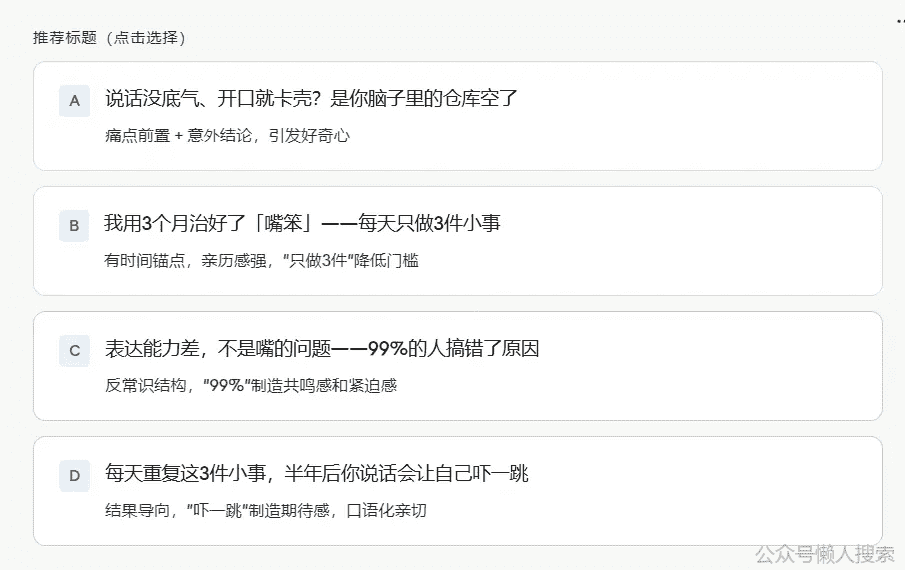 推荐标题（点击选择）
A
说话没底气、开口就卡壳？是你脑子里的仓库空了
痛点前置 + 意外结论，引发好奇心
B
我用3个月治好了「嘴笨」——每天只做3件小事
有时间锚点，亲历感强，"只做3件"降低门槛
C
表达能力差，不是嘴的问题——99%的人搞错了原因
反常识结构，"99%"制造共鸣感和紧迫感
D
每天重复这3件小事，半年后你说话会让自己吓一跳
结果导向，"吓一跳"制造期待感，口语化亲切
公众号懒人搜索